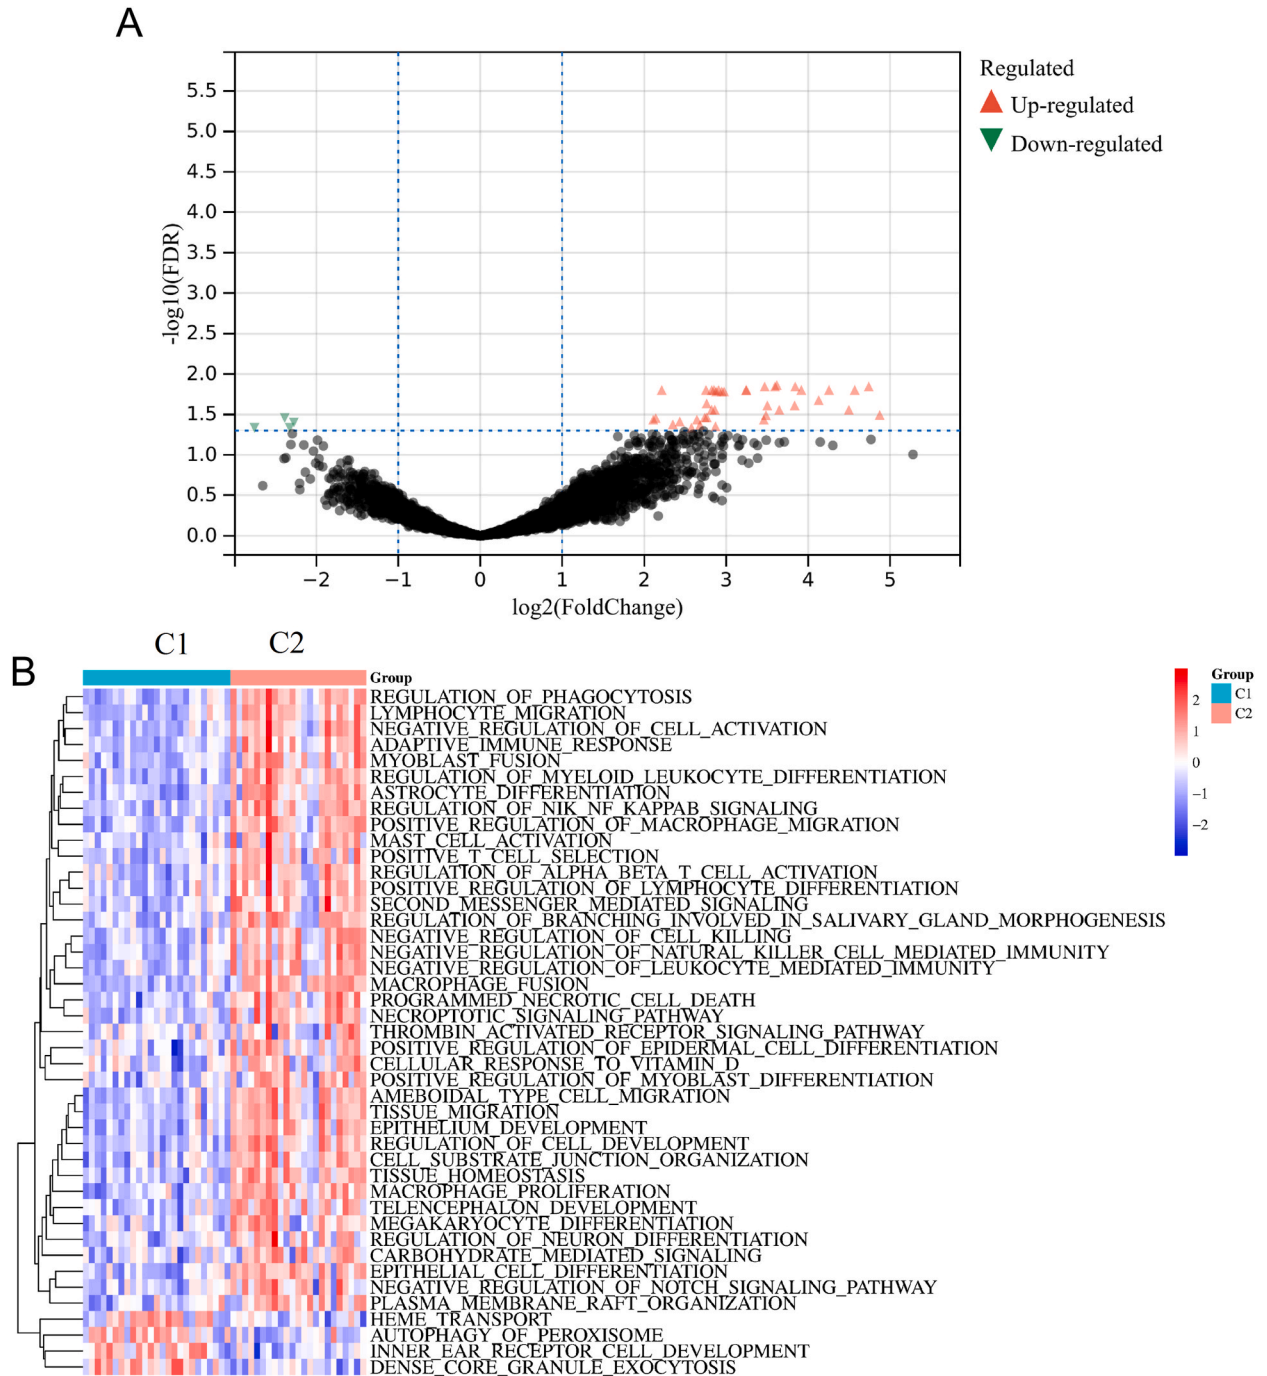 A
Regulated
Up-regulated
Down-regulated
-log10(FDR)
5.5
5.0
4.5
4.0
3.5
3.0
2.5
2.0
1.5
1.0
0.5
0.0
−2
−1
0
1
2
3
4
5
log2(FoldChange)
B
C1
C2
Group
REGULATION_OF_PHAGOCYTOSIS
LYMPHOCYTE_MIGRATION
NEGATIVE_REGULATION_OF_CELL_ACTIVATION
ADAPTIVE_IMMUNE_RESPONSE
MYOBLAST_FUSION
REGULATION_OF_MYELOID_LEUKOCYTE_DIFFERENTIATION
ASTROCYTE_DIFFERENTIATION
REGULATION_OF_NIK_NF_KAPPAB_SIGNALING
POSITIVE_REGULATION_OF_MACROPHAGE_MIGRATION
MAST_CELL_ACTIVATION
POSITIVE_T_CELL_SELECTION
REGULATION_OF_ALPHA_BETA_T_CELL_ACTIVATION
POSITIVE_REGULATION_OF_LYMPHOCYTE_DIFFERENTIATION
SECOND_MESSENGER_MEDIATED_SIGNALING
REGULATION_OF_BRANCHING_INVOLVED_IN_SALIVARY_GLAND_MORPHOGENESIS
NEGATIVE_REGULATION_OF_CELL_KILLING
NEGATIVE_REGULATION_OF_NATURAL_KILLER_CELL_MEDIATED_IMMUNITY
NEGATIVE_REGULATION_OF_LEUKOCYTE_MEDIATED_IMMUNITY
MACROPHAGE_FUSION
PROGRAMMED_NECROTIC_CELL_DEATH
NECROPTOTIC_SIGNALING_PATHWAY
THROMBIN_ACTIVATED_RECEPTOR_SIGNALING_PATHWAY
POSITIVE_REGULATION_OF_EPIDERMAL_CELL_DIFFERENTIATION
CELLULAR_RESPONSE_TO_VITAMIN_D
POSITIVE_REGULATION_OF_MYOBLAST_DIFFERENTIATION
AMEBOIDAL_TYPE_CELL_MIGRATION
TISSUE_MIGRATION
EPITHELIUM_DEVELOPMENT
REGULATION_OF_CELL_DEVELOPMENT
CELL_SUBSTRATE_JUNCTION_ORGANIZATION
TISSUE_HOMEOSTASIS
MACROPHAGE_PROLIFERATION
TELENCEPHALON_DEVELOPMENT
MEGAKARYOCYTE_DIFFERENTIATION
REGULATION_OF_NEURON_DIFFERENTIATION
CARBOHYDRATE_MEDIATED_SIGNALING
EPITHELIAL_CELL_DIFFERENTIATION
NEGATIVE_REGULATION_OF_NOTCH_SIGNALING_PATHWAY
PLASMA_MEMBRANE_RAFT_ORGANIZATION
HEME_TRANSPORT
AUTOPHAGY_OF_PEROXISOME
INNER_EAR_RECEPTOR_CELL_DEVELOPMENT
DENSE_CORE_GRANULE_EXOCYTOSIS
2
1
0
−1
−2
Group
C1
C2